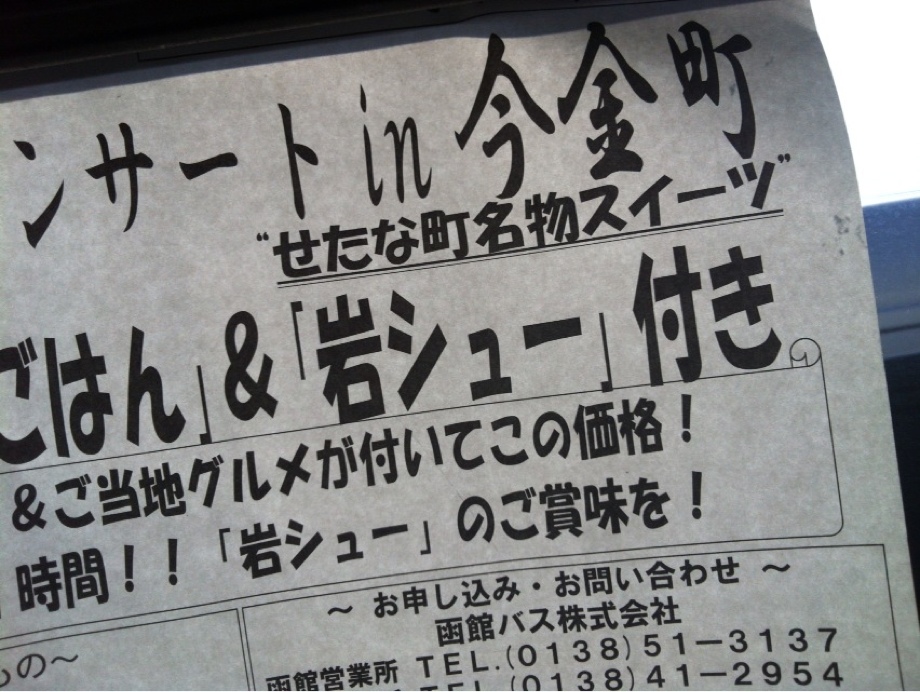 ンサート in 今金町
“せたな町名物スイーツ”
ごはん」&「岩シュー」付き
&ご当地グルメが付いてこの価格！
時間！！「岩シュー」のご賞味を！
～ お申し込み・お問い合わせ ～
函館バス株式会社
函館営業所 TEL.(0138)51－3137
TEL.(0138)41－2954
もの～